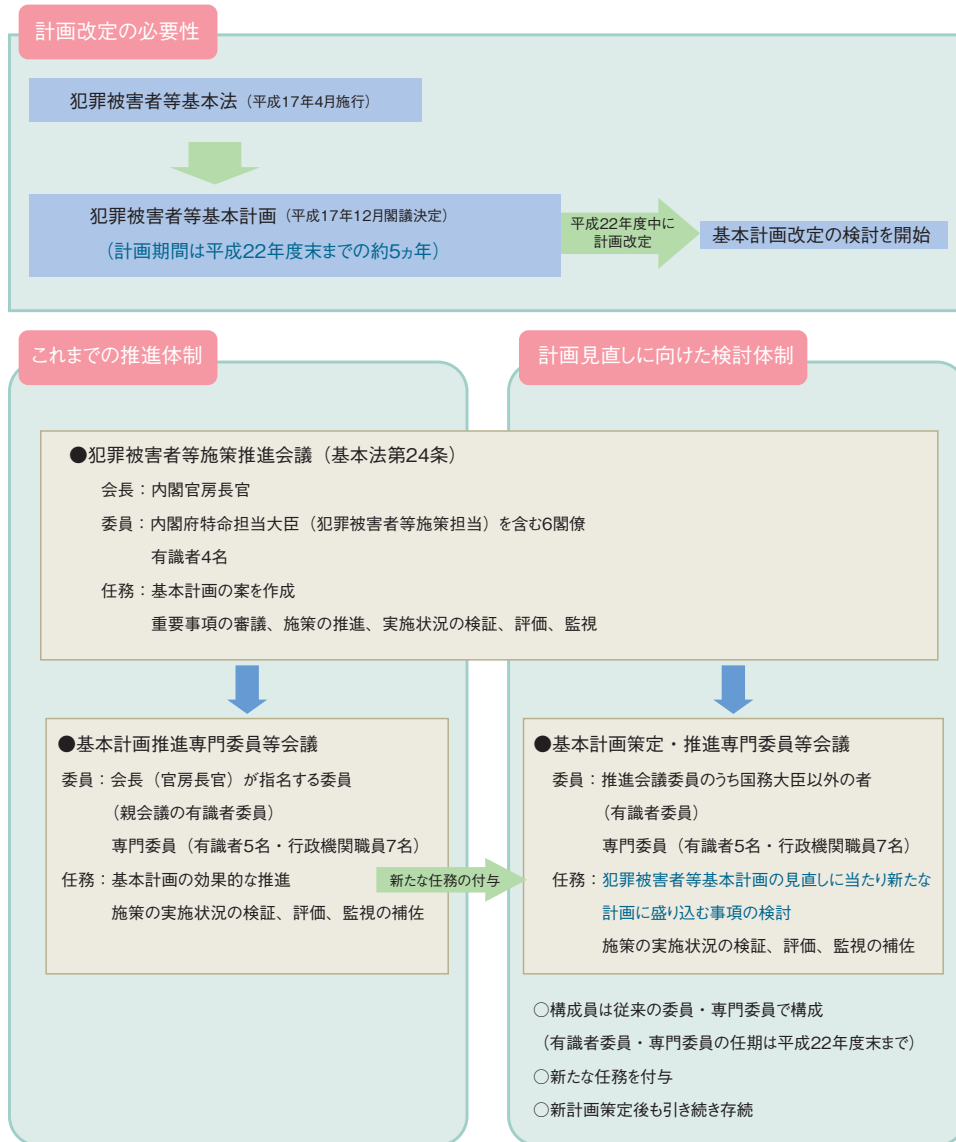 計画改定の必要性
犯罪被害者等基本法（平成17年4月施行）
犯罪被害者等基本計画（平成17年12月閣議決定）
（計画期間は平成22年度末までの約5ヵ年）
平成22年度中に
計画改定
基本計画改定の検討を開始
これまでの推進体制
計画見直しに向けた検討体制
●犯罪被害者等施策推進会議（基本法第24条）
会長：内閣官房長官
委員：内閣府特命担当大臣（犯罪被害者等施策担当）を含む6閣僚
有識者4名
任務：基本計画の案を作成
重要事項の審議、施策の推進、実施状況の検証、評価、監視
●基本計画推進専門委員等会議
委員：会長（官房長官）が指名する委員
（親会議の有識者委員）
専門委員（有識者5名・行政機関職員7名）
任務：基本計画の効果的な推進
施策の実施状況の検証、評価、監視の補佐
新たな任務の付与
●基本計画策定・推進専門委員等会議
委員：推進会議委員のうち国務大臣以外の者
（有識者委員）
専門委員（有識者5名・行政機関職員7名）
任務：犯罪被害者等基本計画の見直しに当たり新たな
計画に盛り込む事項の検討
施策の実施状況の検証、評価、監視の補佐
○構成員は従来の委員・専門委員で構成
（有識者委員・専門委員の任期は平成22年度末まで）
○新たな任務を付与
○新計画策定後も引き続き存続